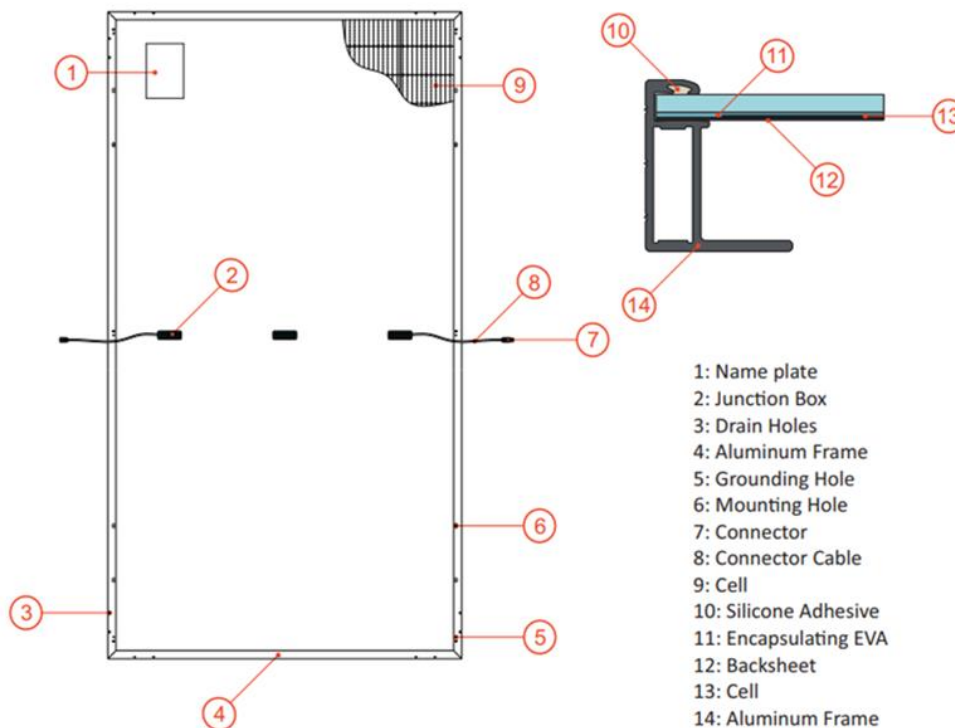 10
11
1
9
13
12
2
8
14
7
1: Name plate
2: Junction Box
3: Drain Holes
4: Aluminum Frame
5: Grounding Hole
6
6: Mounting Hole
7: Connector
8: Connector Cable
9: Cell
3
10: Silicone Adhesive
5
11: Encapsulating EVA
12: Backsheet
4
13: Cell
14: Aluminum Frame